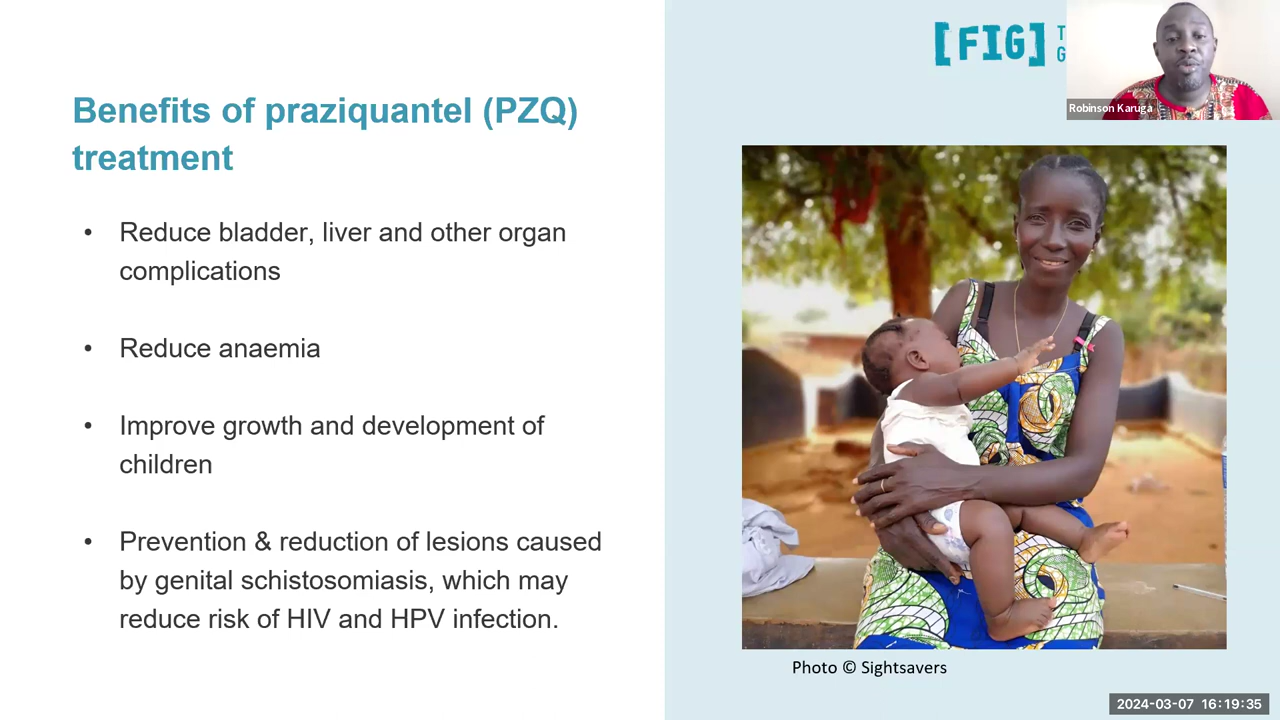 [FIG]
Robinson Karuga
Benefits of praziquantel (PZQ)
treatment
• Reduce bladder, liver and other organ
complications
• Reduce anaemia
• Improve growth and development of
children
• Prevention & reduction of lesions caused
by genital schistosomiasis, which may
reduce risk of HIV and HPV infection.
Photo © Sightsavers
2024-03-07 16:19:35